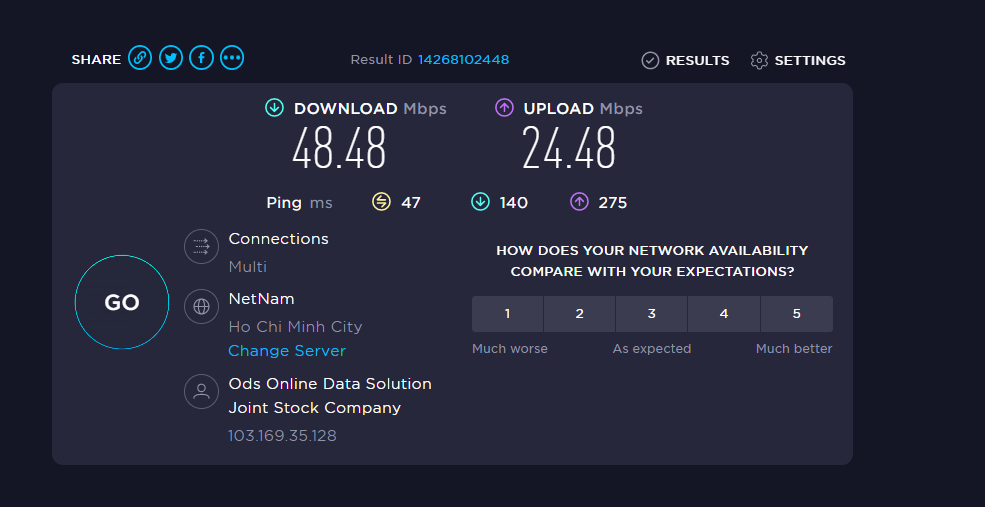 SHARE Result ID 14268102448 RESULTS SETTINGS
DOWNLOAD Mbps UPLOAD Mbps
48.48 24.48
Ping ms 47 140 275
Connections
Multi
HOW DOES YOUR NETWORK AVAILABILITY
COMPARE WITH YOUR EXPECTATIONS?
GO
NetNam
Ho Chi Minh City
Change Server
1 2 3 4 5
Much worse As expected Much better
Ods Online Data Solution
Joint Stock Company
103.169.35.128